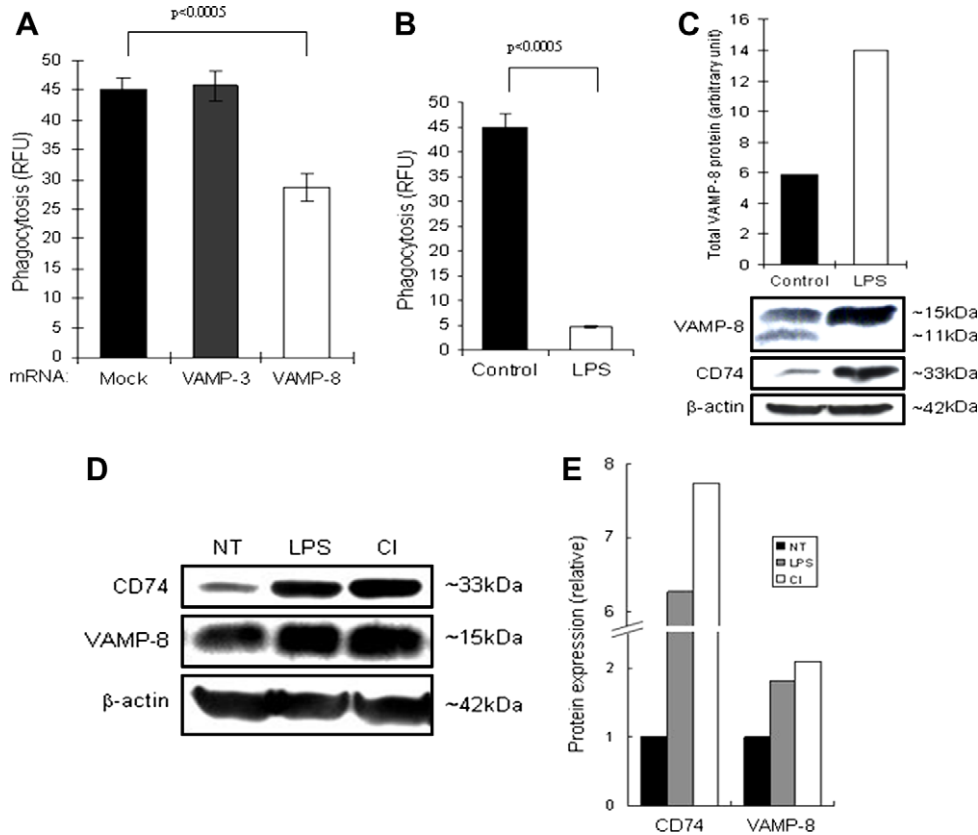 A
p<0.0005
Phagocytosis (RFU)
50
45
40
35
30
25
20
15
10
5
0
mRNA:
Mock
VAMP-3
VAMP-8
B
p<0.0005
Phagocytosis (RFU)
50
45
40
35
30
25
20
15
10
5
0
Control
LPS
C
Total VAMP-8 protein (arbitrary unit)
16
14
12
10
8
6
4
2
0
Control
LPS
VAMP-8
~15kDa
~11kDa
CD74
~33kDa
β-actin
~42kDa
D
NT
LPS
CI
CD74
~33kDa
VAMP-8
~15kDa
β-actin
~42kDa
E
Protein expression (relative)
8
7
6
2
1
0
NT
LPS
CI
CD74
VAMP-8